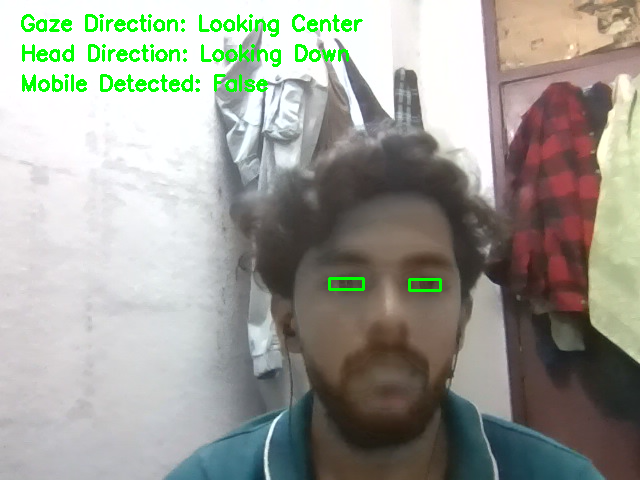 Gaze Direction: Looking Center
Head Direction: Looking Down
Mobile Detected: False